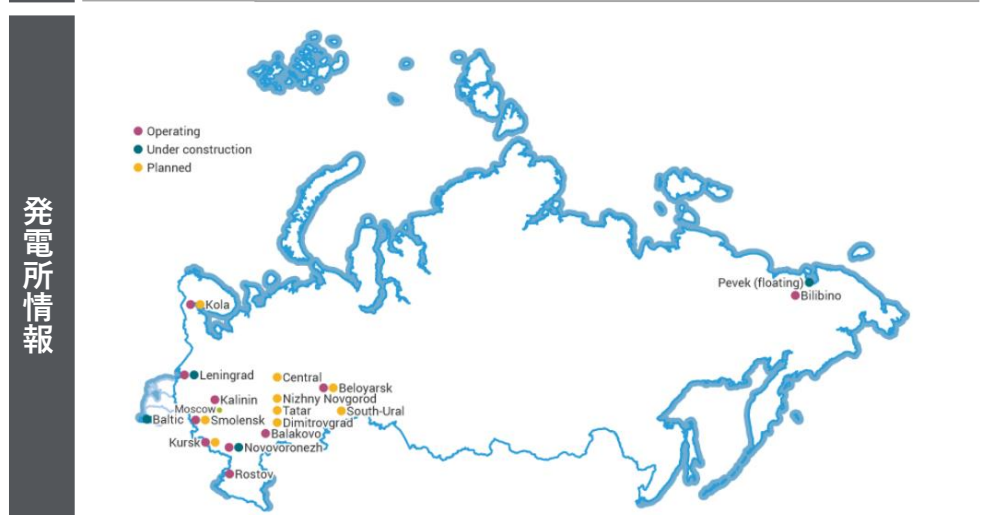 発電所情報
Operating
Under construction
Planned
Pevek (floating)
Bilibino
Kola
Leningrad
Central
Beloyarsk
Kalinin
Nizhny Novgorod
Moscow
Tatar
South-Ural
Baltic
Smolensk
Dimitrovgrad
Balakovo
Kursk
Novovoronezh
Rostov